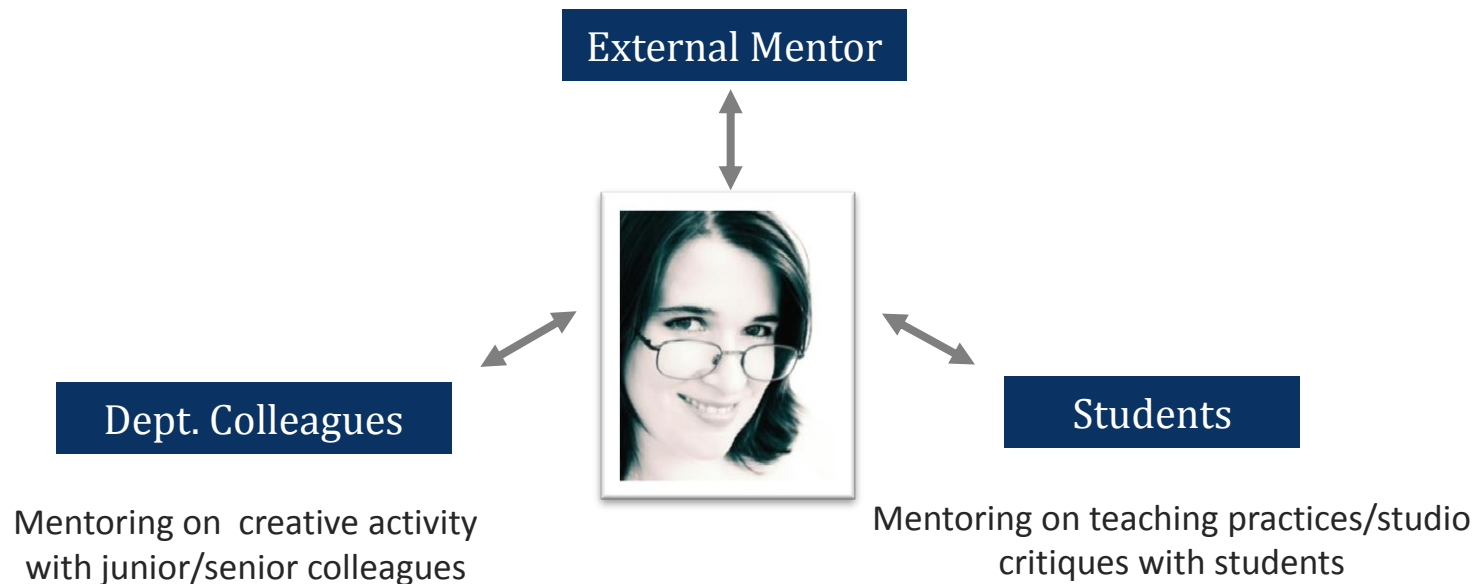 External Mentor
Dept. Colleagues
Mentoring on creative activity
with junior/senior colleagues
Students
Mentoring on teaching practices/studio
critiques with students